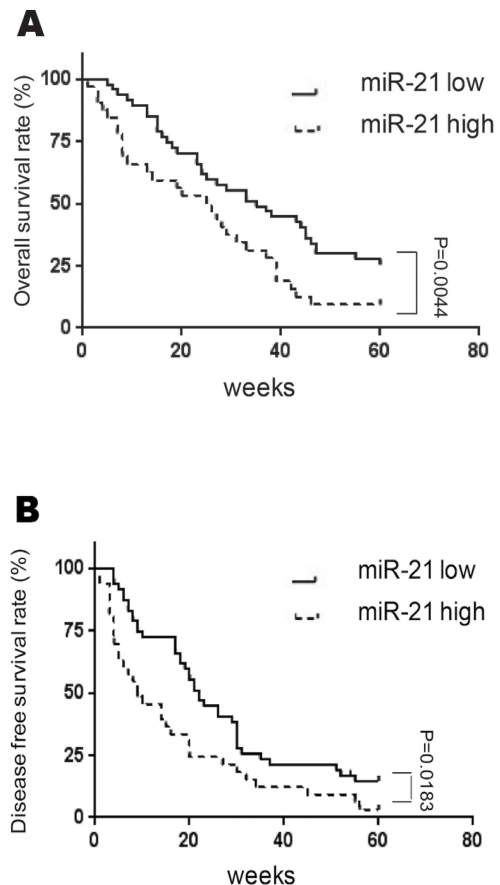 A
Overall survival rate (%)
100
75
50
25
0
0 20 40 60 80
weeks
miR-21 low
miR-21 high
P=0.0044
B
Disease free survival rate (%)
100
75
50
25
0
0 20 40 60 80
weeks
miR-21 low
miR-21 high
P=0.0183